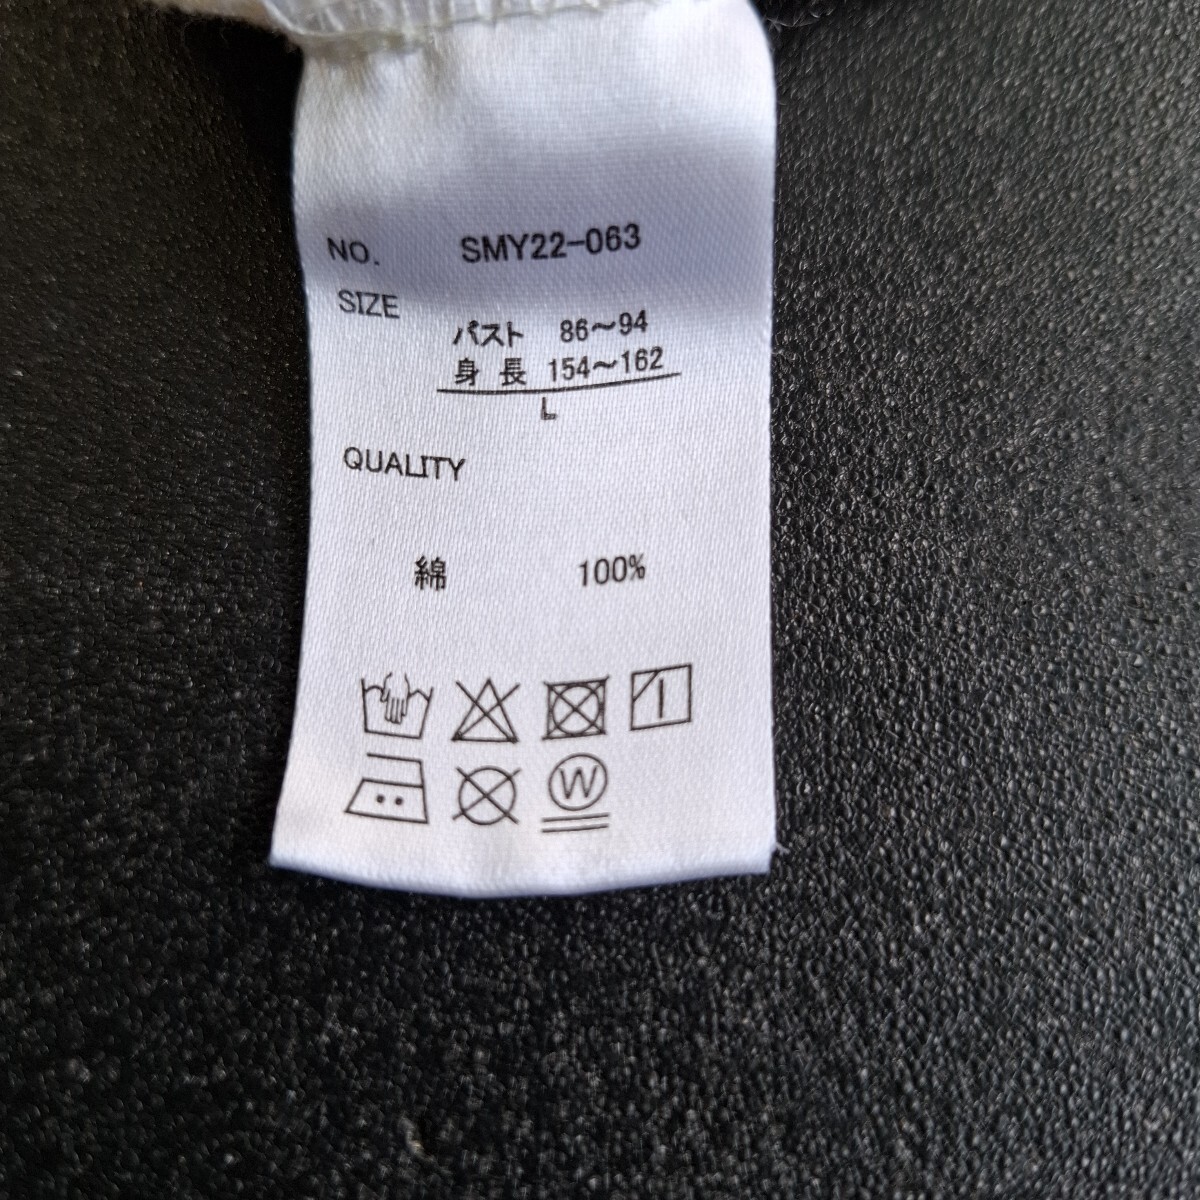 NO. SMY22-063
SIZE
バスト 86～94
身長 154～162
L
QUALITY
綿 100%
W